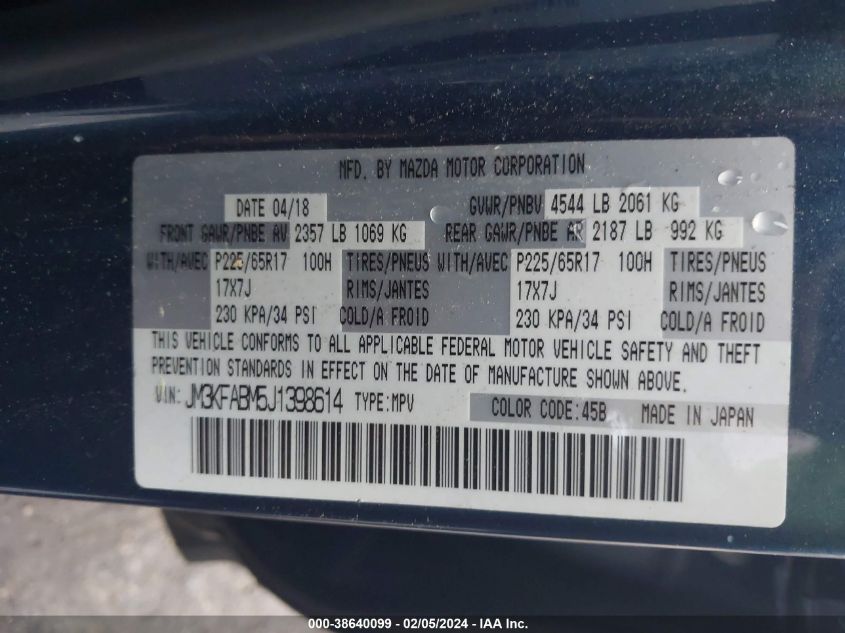 MFD. BY MAZDA MOTOR CORPORATION
DATE 04/18 GVWR/PNBV 4544 LB 2061 KG
FRONT GAWR/PNBE AV 2357 LB 1069 KG REAR GAWR/PNBE AR 2187 LB 992 KG
WITH/AVEC P225/65R17 100H TIRES/PNEUS WITH/AVEC P225/65R17 100H TIRES/PNEUS
17X7J RIMS/JANTES 17X7J RIMS/JANTES
230 KPA/34 PSI COLD/A FROID 230 KPA/34 PSI COLD/A FROID
THIS VEHICLE CONFORMS TO ALL APPLICABLE FEDERAL MOTOR VEHICLE SAFETY AND THEFT
PREVENTION STANDARDS IN EFFECT ON THE DATE OF MANUFACTURE SHOWN ABOVE.
VIN: JM3KFABM5J1398614 TYPE:MPV COLOR CODE:45B MADE IN JAPAN
000-38640099 - 02/05/2024 - IAA Inc.